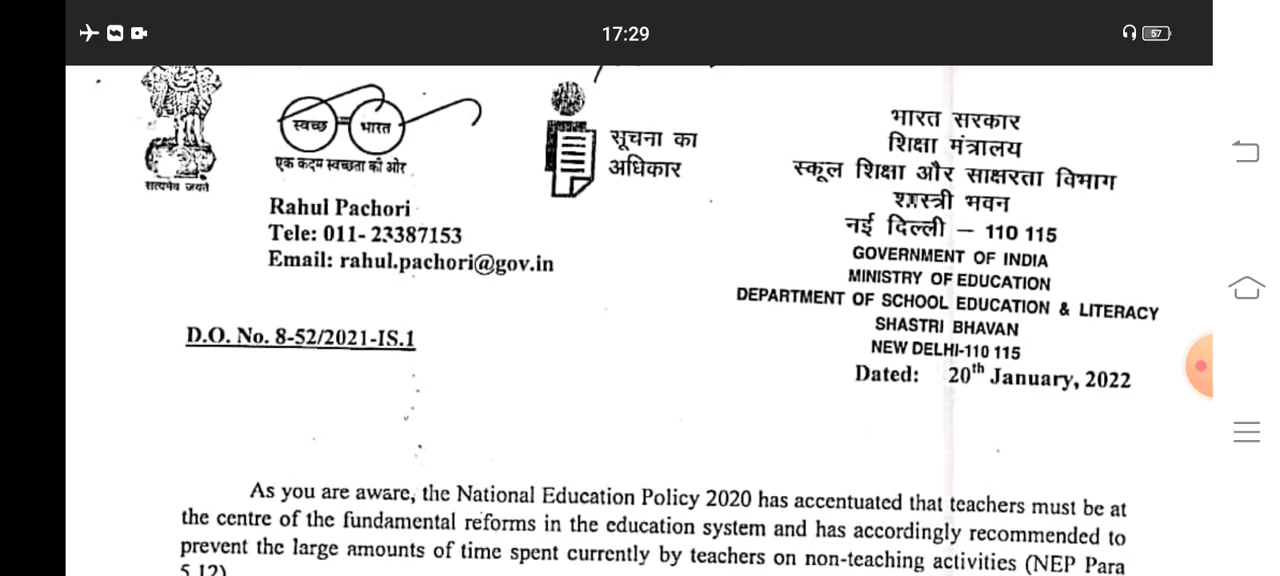 17:29
57
सत्यमेव जयते
स्वच्छ भारत
एक कदम स्वच्छता की ओर
सूचना का
अधिकार
Rahul Pachori
Tele: 011- 23387153
Email: rahul.pachori@gov.in
भारत सरकार
शिक्षा मंत्रालय
स्कूल शिक्षा और साक्षरता विभाग
शास्त्री भवन
नई दिल्ली – 110 115
GOVERNMENT OF INDIA
MINISTRY OF EDUCATION
DEPARTMENT OF SCHOOL EDUCATION & LITERACY
SHASTRI BHAVAN
NEW DELHI-110 115
D.O. No. 8-52/2021-IS.1
Dated: 20th January, 2022
As you are aware, the National Education Policy 2020 has accentuated that teachers must be at
the centre of the fundamental reforms in the education system and has accordingly recommended to
prevent the large amounts of time spent currently by teachers on non-teaching activities (NEP Para
5.12)